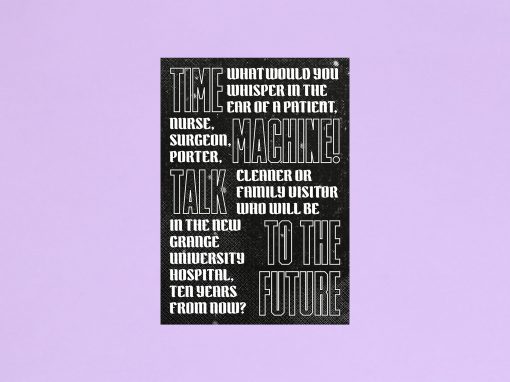 TIME
WHAT WOULD YOU
WHISPER IN THE
EAR OF A PATIENT,
NURSE,
SURGEON,
PORTER,
MACHINE!
TALK
CLEANER OR
FAMILY VISITOR
WHO WILL BE
IN THE NEW
GRANGE
UNIVERSITY
HOSPITAL,
TEN YEARS
FROM NOW?
TO THE
FUTURE